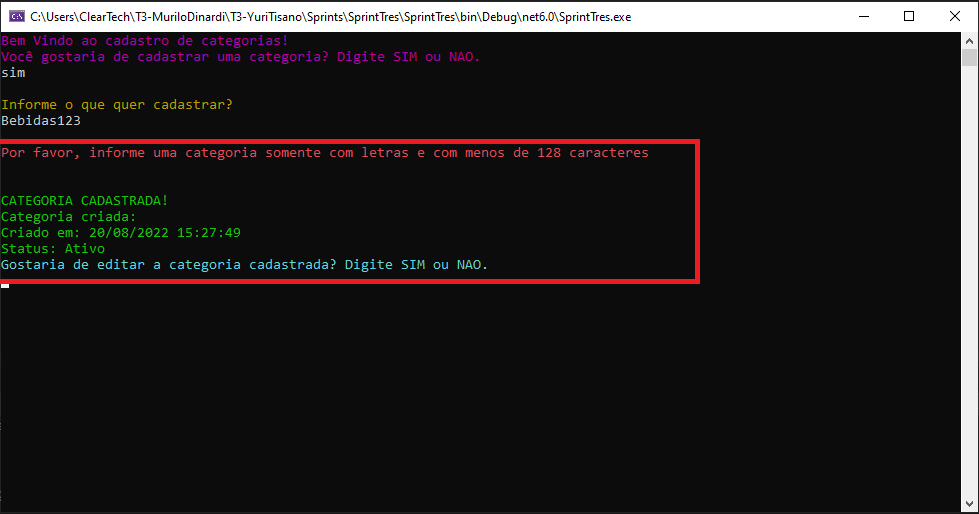 C:\Users\ClearTech\T3-MuriloDinardi\T3-YuriTisano\Sprints\SprintTres\SprintTres\bin\Debug\net6.0\SprintTres.exe
Bem Vindo ao cadastro de categorias!
Você gostaria de cadastrar uma categoria? Digite SIM ou NAO.
sim
Informe o que quer cadastrar?
Bebidas123
Por favor, informe uma categoria somente com letras e com menos de 128 caracteres
CATEGORIA CADASTRADA!
Categoria criada:
Criado em: 20/08/2022 15:27:49
Status: Ativo
Gostaria de editar a categoria cadastrada? Digite SIM ou NAO.